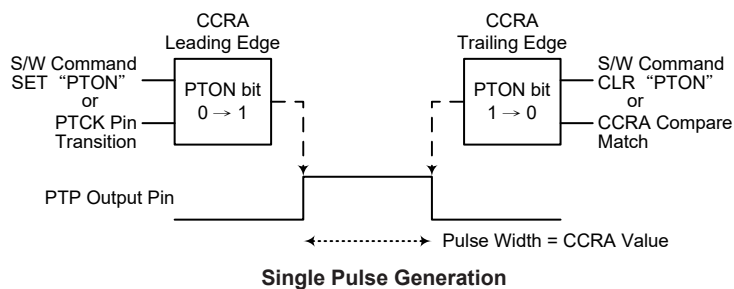 CCRA
Leading Edge
S/W Command
SET “PTON”
or
PTCK Pin
Transition
PTON bit
0 → 1
CCRA
Trailing Edge
PTON bit
1 → 0
S/W Command
CLR “PTON”
or
CCRA Compare
Match
PTP Output Pin
Pulse Width = CCRA Value
Single Pulse Generation